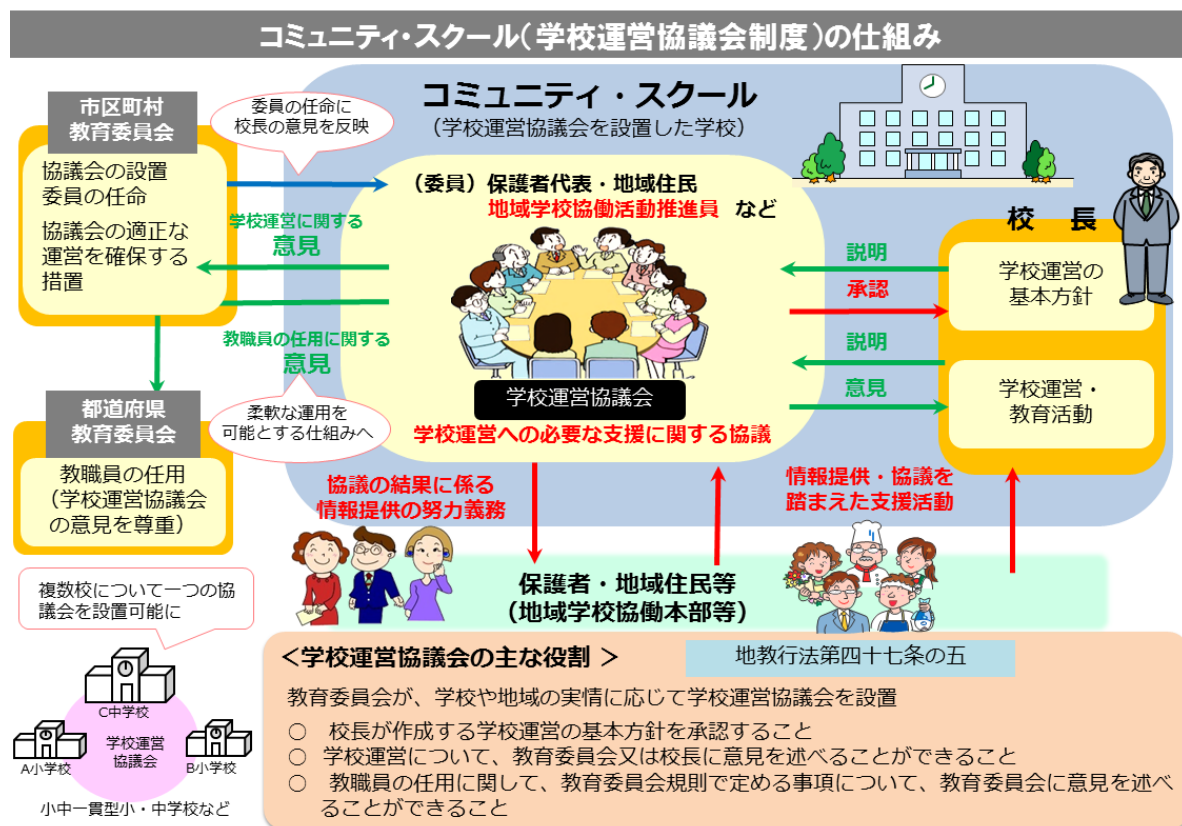 コミュニティ・スクール（学校運営協議会制度）の仕組み
市区町村
教育委員会
協議会の設置
委員の任命
協議会の適正な
運営を確保する
措置
委員の任命に
校長の意見を反映
コミュニティ・スクール
（学校運営協議会を設置した学校）
（委員）保護者代表・地域住民
地域学校協働活動推進員 など
学校運営に関する
意見
教職員の任用に関する
意見
柔軟な運用を
可能とする仕組みへ
学校運営協議会
学校運営への必要な支援に関する協議
校 長
説明
承認
学校運営の
基本方針
説明
意見
学校運営・
教育活動
都道府県
教育委員会
教職員の任用
（学校運営協議会
の意見を尊重）
協議の結果に係る
情報提供の努力義務
情報提供・協議を
踏まえた支援活動
保護者・地域住民等
（地域学校協働本部等）
複数校について一つの協
議会を設置可能に
C中学校
A小学校
学校運営
協議会
B小学校
小中一貫型小・中学校など
＜学校運営協議会の主な役割 ＞
地教行法第四十七条の五
教育委員会が、学校や地域の実情に応じて学校運営協議会を設置
○ 校長が作成する学校運営の基本方針を承認すること
○ 学校運営について、教育委員会又は校長に意見を述べることができること
○ 教職員の任用に関して、教育委員会規則で定める事項について、教育委員会に意見を述べ
ることができること